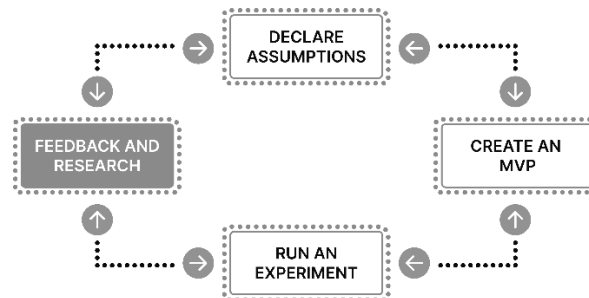 DECLARE
ASSUMPTIONS
FEEDBACK AND
RESEARCH
CREATE AN
MVP
RUN AN
EXPERIMENT